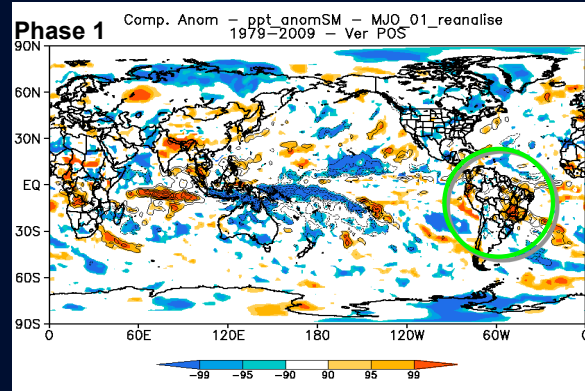 Phase 1
Comp. Anom – ppt_anomSM – MJO_01_reanalise
1979–2009 – Ver POS
90N
60N
30N
EQ
30S
60S
90S
0 60E 120E 180 120W 60W 0
−99 −95 −90 90 95 99